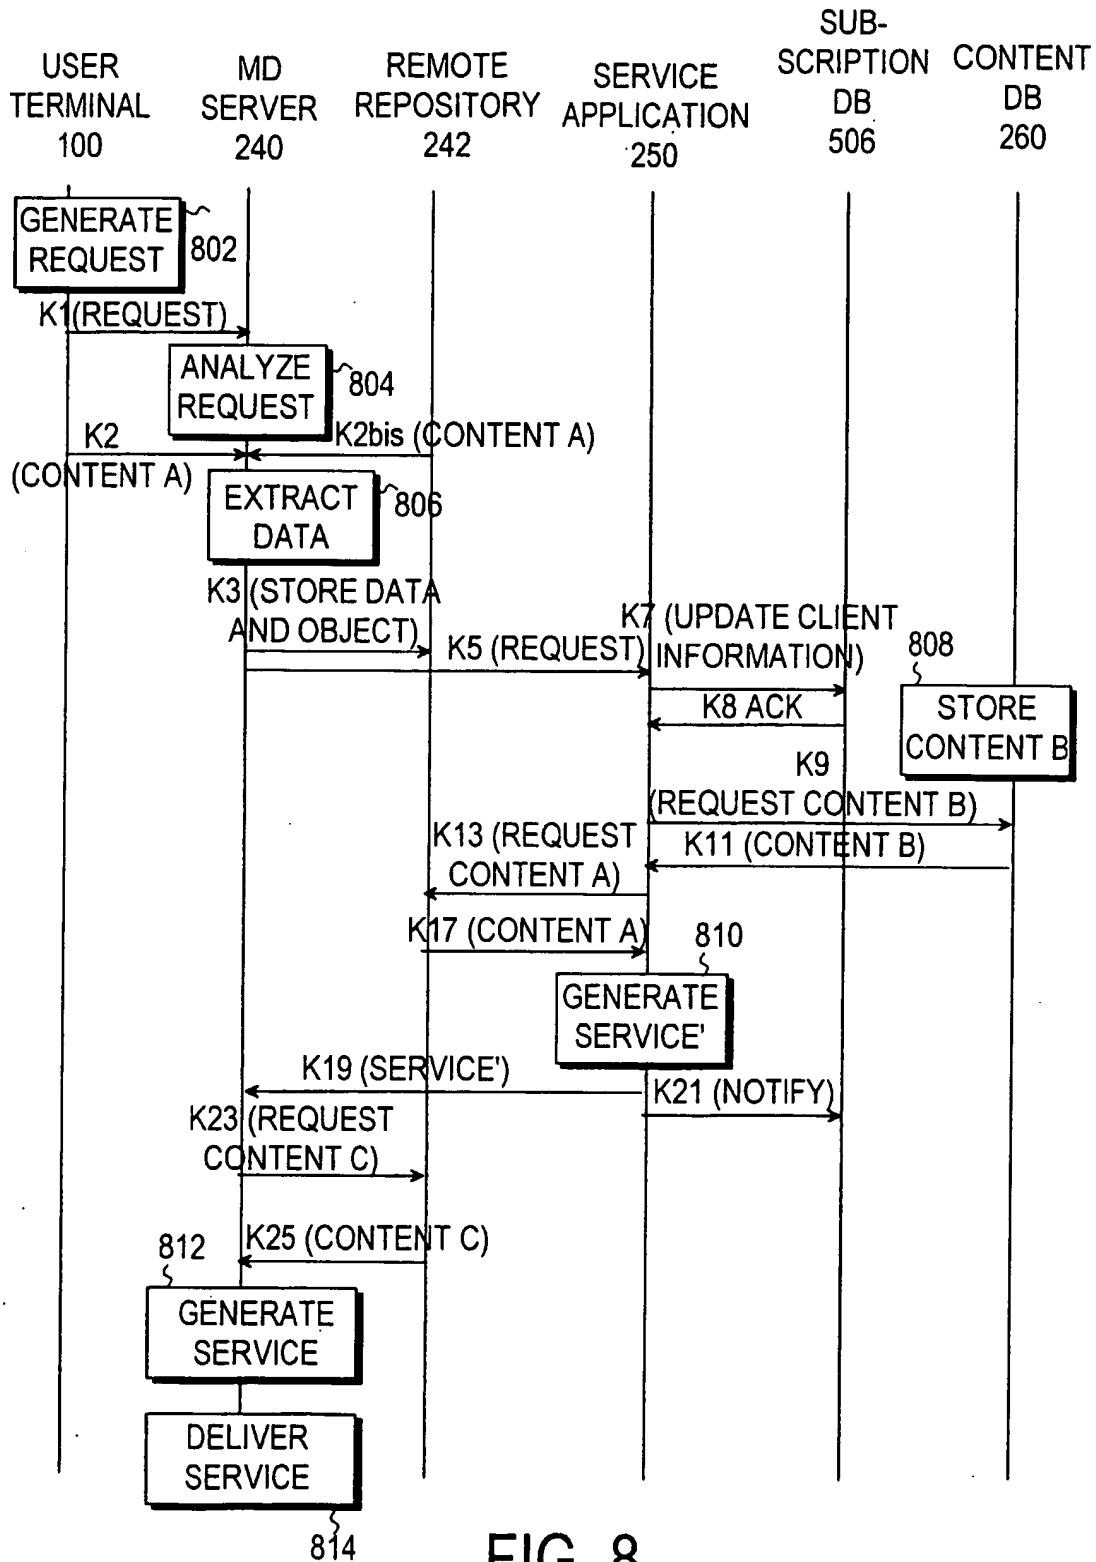 USER
TERMINAL
100
MD
SERVER
240
REMOTE
REPOSITORY
242
SERVICE
APPLICATION
250
SUB-
SCRIPTION
DB
506
CONTENT
DB
260
GENERATE
REQUEST
802
K1(REQUEST)
ANALYZE
REQUEST
804
K2
(CONTENT A)
K2bis (CONTENT A)
EXTRACT
DATA
806
K3 (STORE DATA
AND OBJECT)
K5 (REQUEST)
K7 (UPDATE CLIENT
INFORMATION)
K8 ACK
808
STORE
CONTENT B
K9
(REQUEST CONTENT B)
K11 (CONTENT B)
K13 (REQUEST
CONTENT A)
K17 (CONTENT A)
810
GENERATE
SERVICE'
K19 (SERVICE')
K21 (NOTIFY)
K23 (REQUEST
CONTENT C)
K25 (CONTENT C)
812
GENERATE
SERVICE
DELIVER
SERVICE
814
FIG. 8